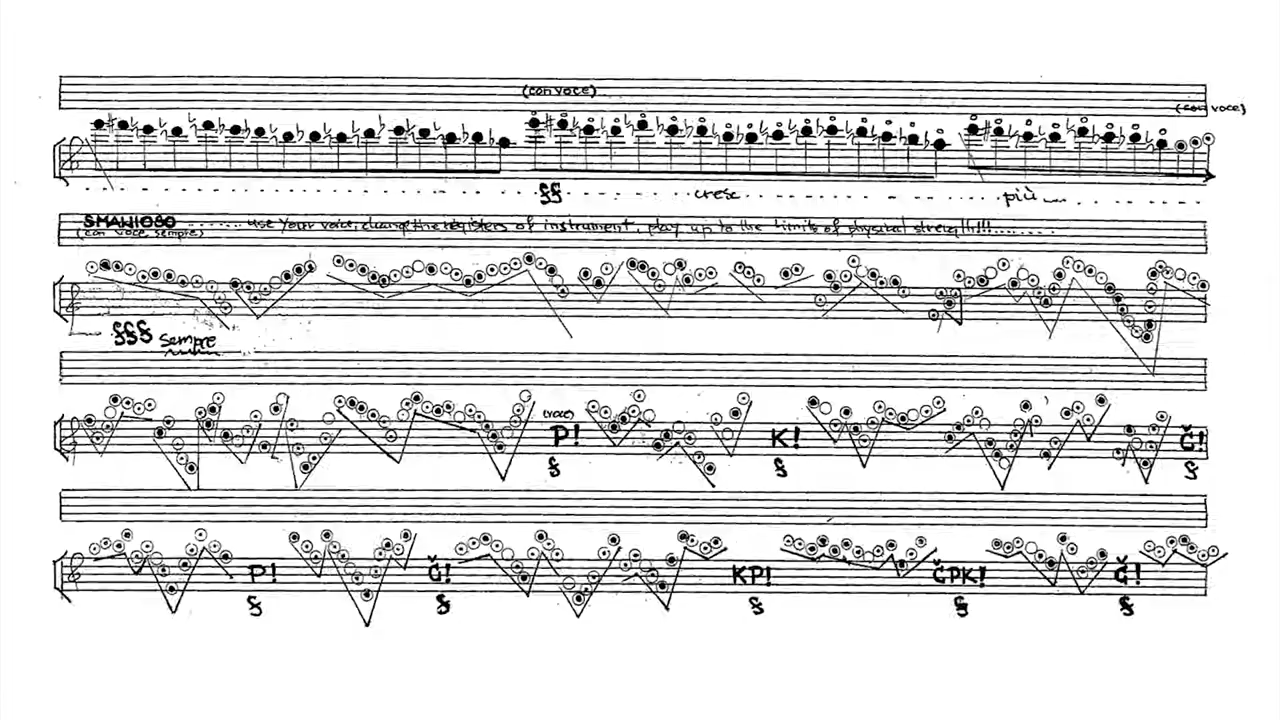 (con voce)
(con voce)
ff cresc. più
SMANIOSO ........ use your voice, change the registers of instrument, play up to the limits of physical strength!!!..........
(con voce sempre)
fff sempre
(voce)
P! K! Č!
f f f
P! Č! KP! ČPK! Č!
f f f f f